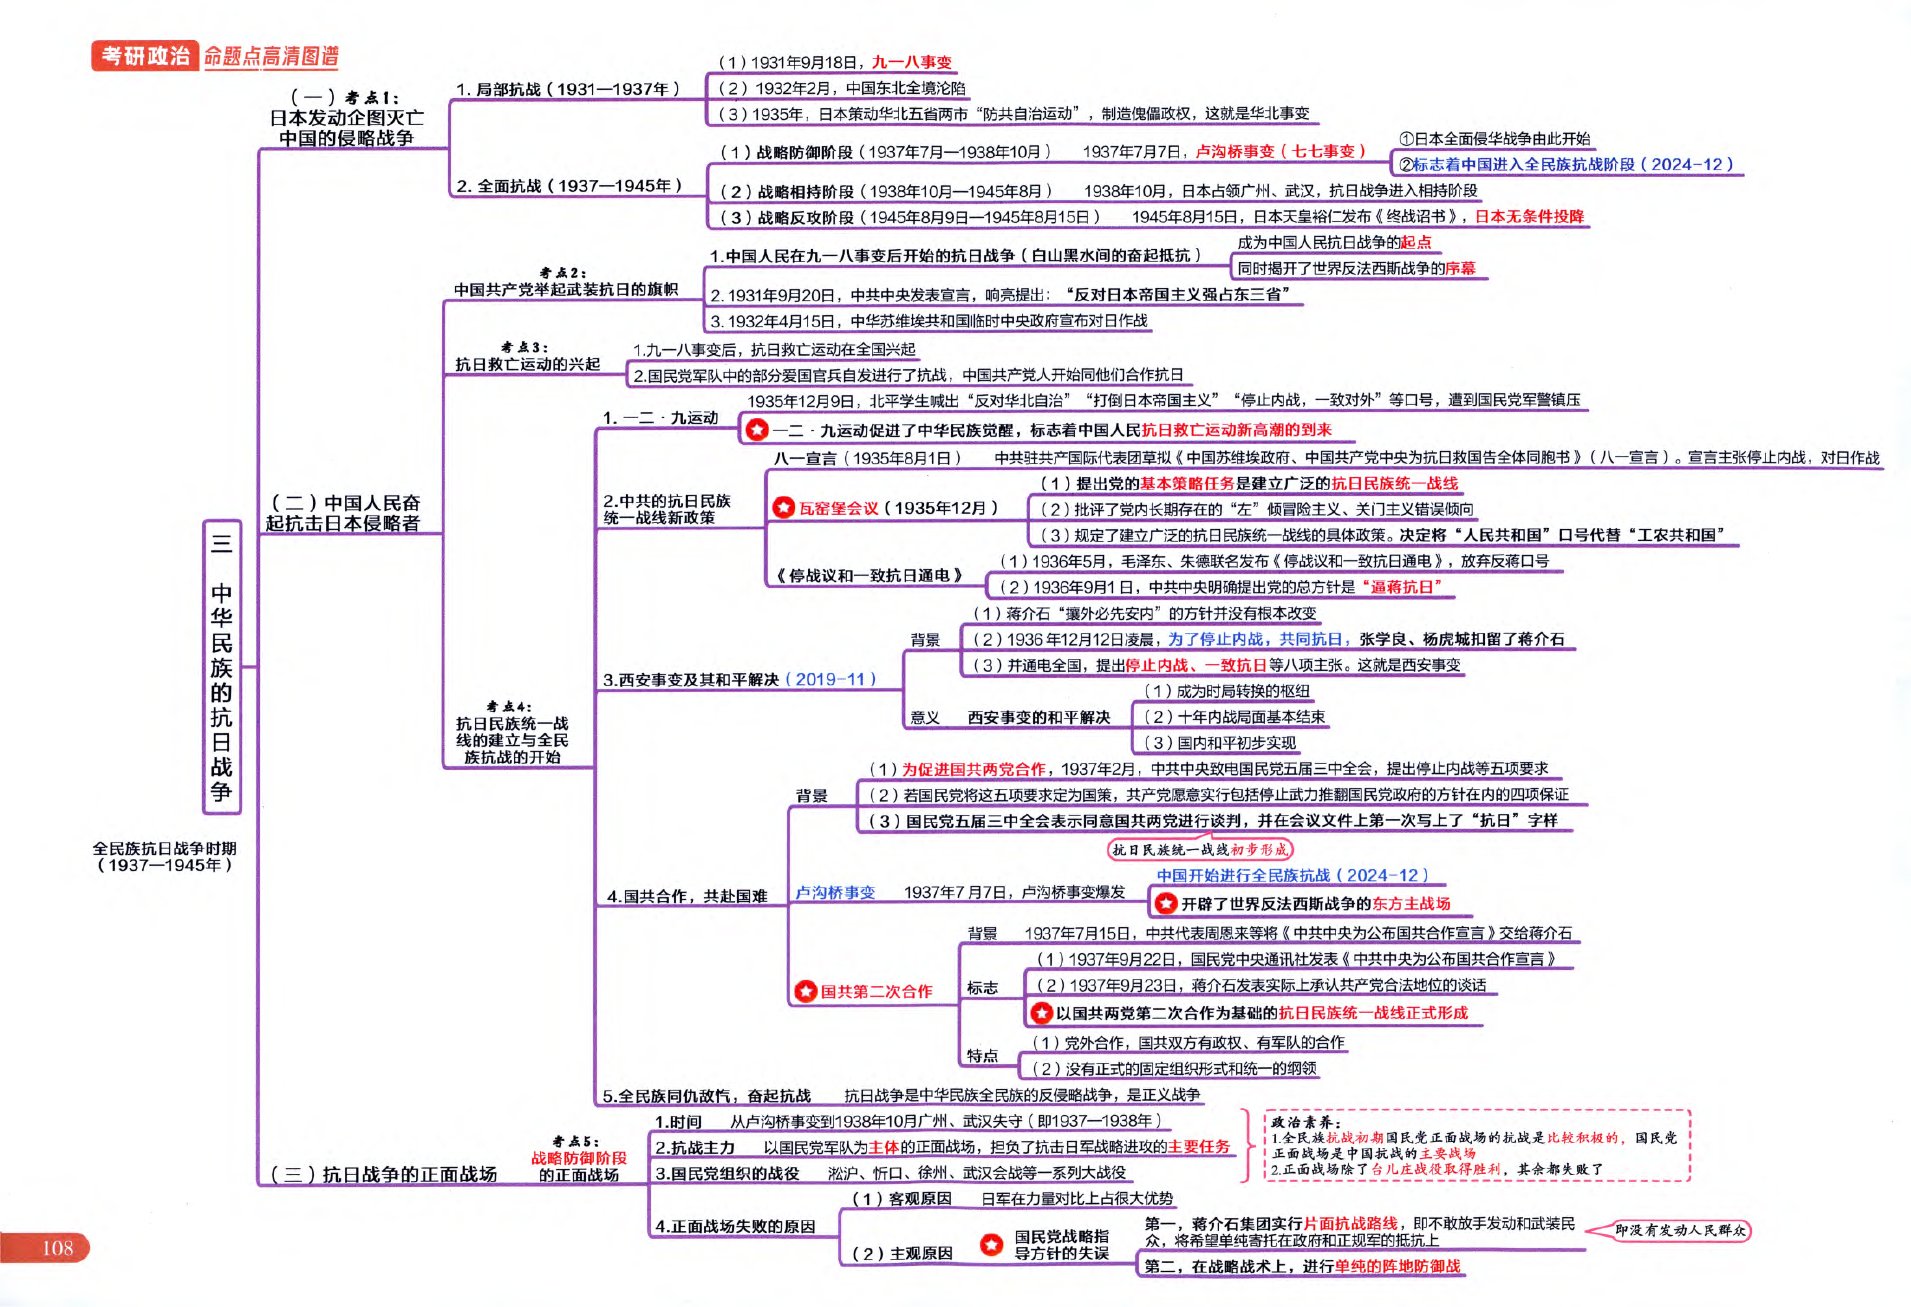 考研政治 命题点高清图谱
三 中华民族的抗日战争
全民族抗日战争时期
（1937—1945年）
（一）考点1：
日本发动企图灭亡
中国的侵略战争
1. 局部抗战（1931—1937年）
（1）1931年9月18日，九一八事变
（2）1932年2月，中国东北全境沦陷
（3）1935年，日本策动华北五省两市“防共自治运动”，制造傀儡政权，这就是华北事变
2. 全面抗战（1937—1945年）
（1）战略防御阶段（1937年7月—1938年10月） 1937年7月7日，卢沟桥事变（七七事变）
①日本全面侵华战争由此开始
②标志着中国进入全民族抗战阶段（2024-12）
（2）战略相持阶段（1938年10月—1945年8月） 1938年10月，日本占领广州、武汉，抗日战争进入相持阶段
（3）战略反攻阶段（1945年8月9日—1945年8月15日） 1945年8月15日，日本天皇裕仁发布《终战诏书》，日本无条件投降
（二）中国人民奋
起抗击日本侵略者
考点2：
中国共产党举起武装抗日的旗帜
1.中国人民在九一八事变后开始的抗日战争（白山黑水间的奋起抵抗）
成为中国人民抗日战争的起点
同时揭开了世界反法西斯战争的序幕
2. 1931年9月20日，中共中央发表宣言，响亮提出：“反对日本帝国主义强占东三省”
3. 1932年4月15日，中华苏维埃共和国临时中央政府宣布对日作战
考点3：
抗日救亡运动的兴起
1.九一八事变后，抗日救亡运动在全国兴起
2.国民党军队中的部分爱国官兵自发进行了抗战，中国共产党人开始同他们合作抗日
考点4：
抗日民族统一战
线的建立与全民
族抗战的开始
1. 一二·九运动
1935年12月9日，北平学生喊出“反对华北自治”“打倒日本帝国主义”“停止内战，一致对外”等口号，遭到国民党军警镇压
一二·九运动促进了中华民族觉醒，标志着中国人民抗日救亡运动新高潮的到来
2.中共的抗日民族
统一战线新政策
八一宣言（1935年8月1日） 中共驻共产国际代表团草拟《中国苏维埃政府、中国共产党中央为抗日救国告全体同胞书》（八一宣言）。宣言主张停止内战，对日作战
瓦窑堡会议（1935年12月）
（1）提出党的基本策略任务是建立广泛的抗日民族统一战线
（2）批评了党内长期存在的“左”倾冒险主义、关门主义错误倾向
（3）规定了建立广泛的抗日民族统一战线的具体政策。决定将“人民共和国”口号代替“工农共和国”
《停战议和一致抗日通电》
（1）1936年5月，毛泽东、朱德联名发布《停战议和一致抗日通电》，放弃反蒋口号
（2）1936年9月1日，中共中央明确提出党的总方针是“逼蒋抗日”
3.西安事变及其和平解决（2019-11）
背景
（1）蒋介石“攘外必先安内”的方针并没有根本改变
（2）1936年12月12日凌晨，为了停止内战，共同抗日，张学良、杨虎城扣留了蒋介石
（3）并通电全国，提出停止内战、一致抗日等八项主张。这就是西安事变
意义 西安事变的和平解决
（1）成为时局转换的枢纽
（2）十年内战局面基本结束
（3）国内和平初步实现
4.国共合作，共赴国难
背景
（1）为促进国共两党合作，1937年2月，中共中央致电国民党五届三中全会，提出停止内战等五项要求
（2）若国民党将这五项要求定为国策，共产党愿意实行包括停止武力推翻国民党政府的方针在内的四项保证
（3）国民党五届三中全会表示同意国共两党进行谈判，并在会议文件上第一次写上了“抗日”字样
抗日民族统一战线初步形成
卢沟桥事变 1937年7月7日，卢沟桥事变爆发
中国开始进行全民族抗战（2024-12）
开辟了世界反法西斯战争的东方主战场
国共第二次合作
背景 1937年7月15日，中共代表周恩来等将《中共中央为公布国共合作宣言》交给蒋介石
标志
（1）1937年9月22日，国民党中央通讯社发表《中共中央为公布国共合作宣言》
（2）1937年9月23日，蒋介石发表实际上承认共产党合法地位的谈话
以国共两党第二次合作为基础的抗日民族统一战线正式形成
特点
（1）党外合作，国共双方有政权、有军队的合作
（2）没有正式的固定组织形式和统一的纲领
5.全民族同仇敌忾，奋起抗战 抗日战争是中华民族全民族的反侵略战争，是正义战争
（三）抗日战争的正面战场
考点5：
战略防御阶段
的正面战场
1.时间 从卢沟桥事变到1938年10月广州、武汉失守（即1937—1938年）
2.抗战主力 以国民党军队为主体的正面战场，担负了抗击日军战略进攻的主要任务
3.国民党组织的战役 淞沪、忻口、徐州、武汉会战等一系列大战役
政治素养：
1.全民族抗战初期国民党正面战场的抗战是比较积极的，国民党
正面战场是中国抗战的主要战场
2.正面战场除了台儿庄战役取得胜利，其余都失败了
4.正面战场失败的原因
（1）客观原因 日军在力量对比上占很大优势
（2）主观原因
国民党战略指
导方针的失误
第一，蒋介石集团实行片面抗战路线，即不敢放手发动和武装民
众，将希望单纯寄托在政府和正规军的抵抗上
即没有发动人民群众
第二，在战略战术上，进行单纯的阵地防御战
108